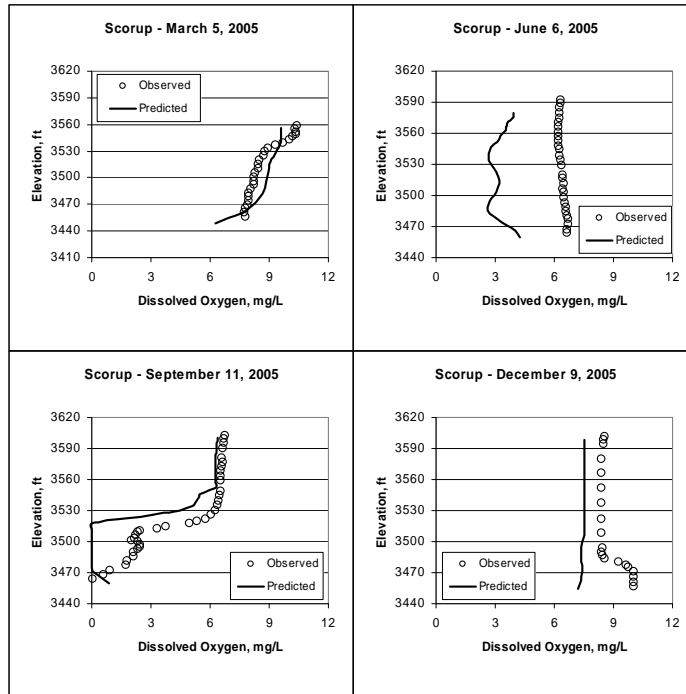 Scorup - March 5, 2005
3620
3590
3560
3530
3500
3470
3440
3410
Elevation, ft
Observed
Predicted
0 3 6 9 12
Dissolved Oxygen, mg/L
Scorup - June 6, 2005
3620
3590
3560
3530
3500
3470
3440
Elevation, ft
Observed
Predicted
0 3 6 9 12
Dissolved Oxygen, mg/L
Scorup - September 11, 2005
3620
3590
3560
3530
3500
3470
3440
Elevation, ft
Observed
Predicted
0 3 6 9 12
Dissolved Oxygen, mg/L
Scorup - December 9, 2005
3620
3590
3560
3530
3500
3470
3440
Elevation, ft
Observed
Predicted
0 3 6 9 12
Dissolved Oxygen, mg/L